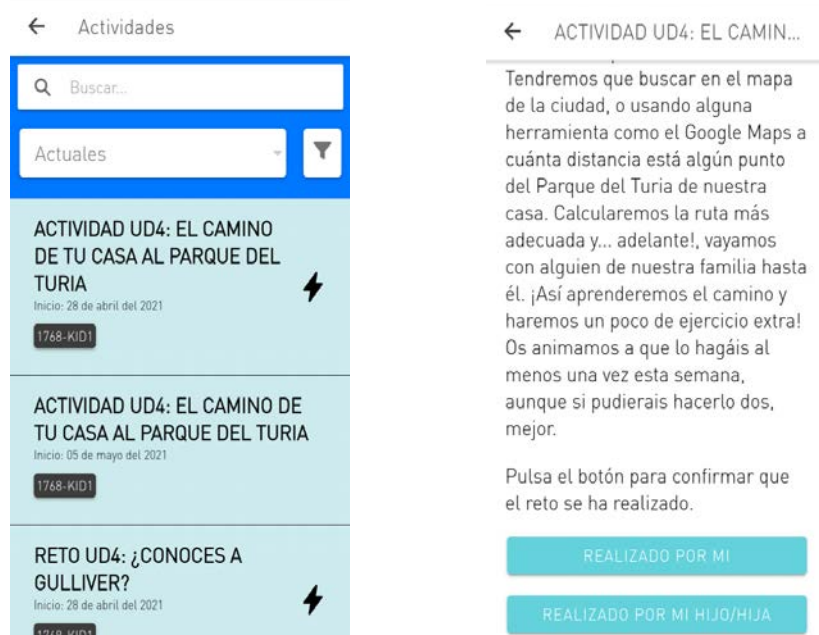 Actividades
Buscar...
Actuales
ACTIVIDAD UD4: EL CAMINO
DE TU CASA AL PARQUE DEL
TURIA
Inicio: 28 de abril del 2021
1768-KID1
ACTIVIDAD UD4: EL CAMINO DE
TU CASA AL PARQUE DEL TURIA
Inicio: 05 de mayo del 2021
1768-KID1
RETO UD4: ¿CONOCES A
GULLIVER?
Inicio: 28 de abril del 2021
1768-KID1
ACTIVIDAD UD4: EL CAMIN...
Tendremos que buscar en el mapa
de la ciudad, o usando alguna
herramienta como el Google Maps a
cuánta distancia está algún punto
del Parque del Turia de nuestra
casa. Calcularemos la ruta más
adecuada y... adelante!, vayamos
con alguien de nuestra familia hasta
él. ¡Así aprenderemos el camino y
haremos un poco de ejercicio extra!
Os animamos a que lo hagáis al
menos una vez esta semana,
aunque si pudierais hacerlo dos,
mejor.
Pulsa el botón para confirmar que
el reto se ha realizado.
REALIZADO POR MI
REALIZADO POR MI HIJO/HIJA